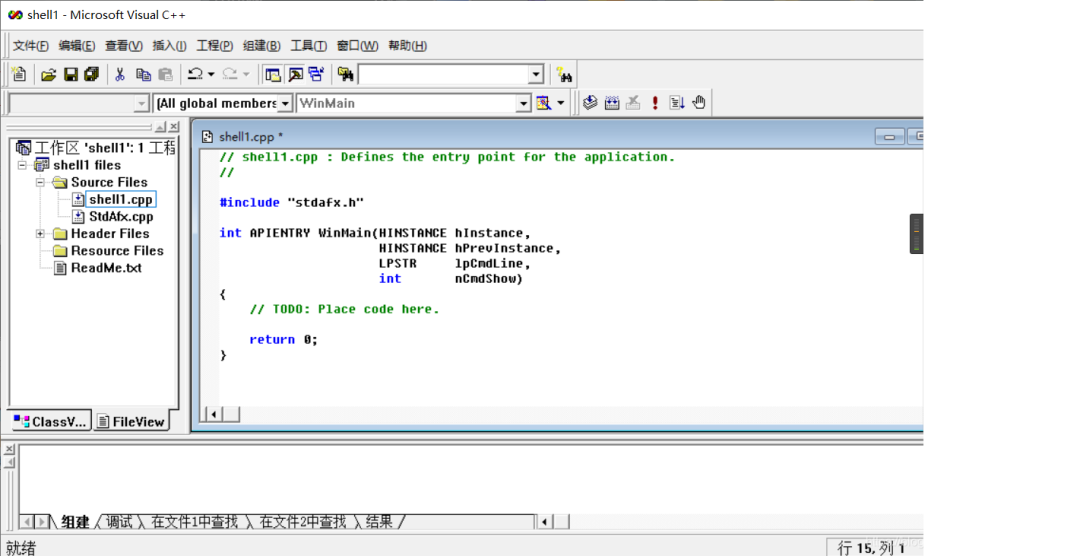 shell1 - Microsoft Visual C++
文件(F) 编辑(E) 查看(V) 插入(I) 工程(P) 组建(B) 工具(T) 窗口(W) 帮助(H)
(All global members WinMain
工作区 'shell1': 1 工程
shell1 files
Source Files
shell1.cpp
StdAfx.cpp
Header Files
Resource Files
ReadMe.txt
ClassV... FileView
shell1.cpp *
// shell1.cpp : Defines the entry point for the application.
//
#include "stdafx.h"
int APIENTRY WinMain(HINSTANCE hInstance,
HINSTANCE hPrevInstance,
LPSTR lpCmdLine,
int nCmdShow)
{
// TODO: Place code here.
return 0;
}
组建 调试 在文件1中查找 在文件2中查找 结果
就绪
行 15, 列 1